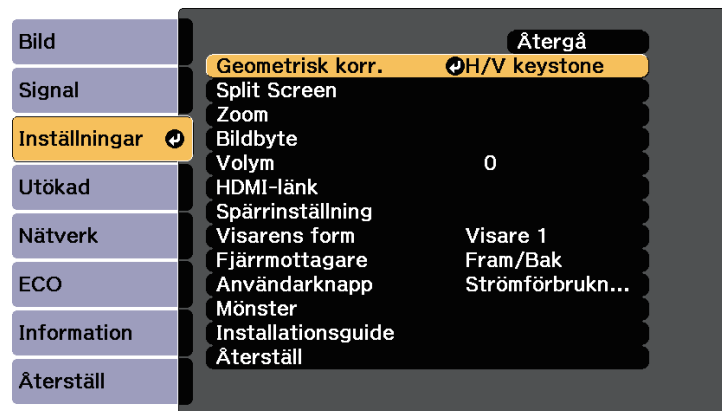 Bild
Signal
Inställningar
Utökad
Nätverk
ECO
Information
Återställ
Återgå
Geometrisk korr. H/V keystone
Split Screen
Zoom
Bildbyte
Volym 0
HDMI-länk
Spärrinställning
Visarens form Visare 1
Fjärrmottagare Fram/Bak
Användarknapp Strömförbrukn...
Mönster
Installationsguide
Återställ